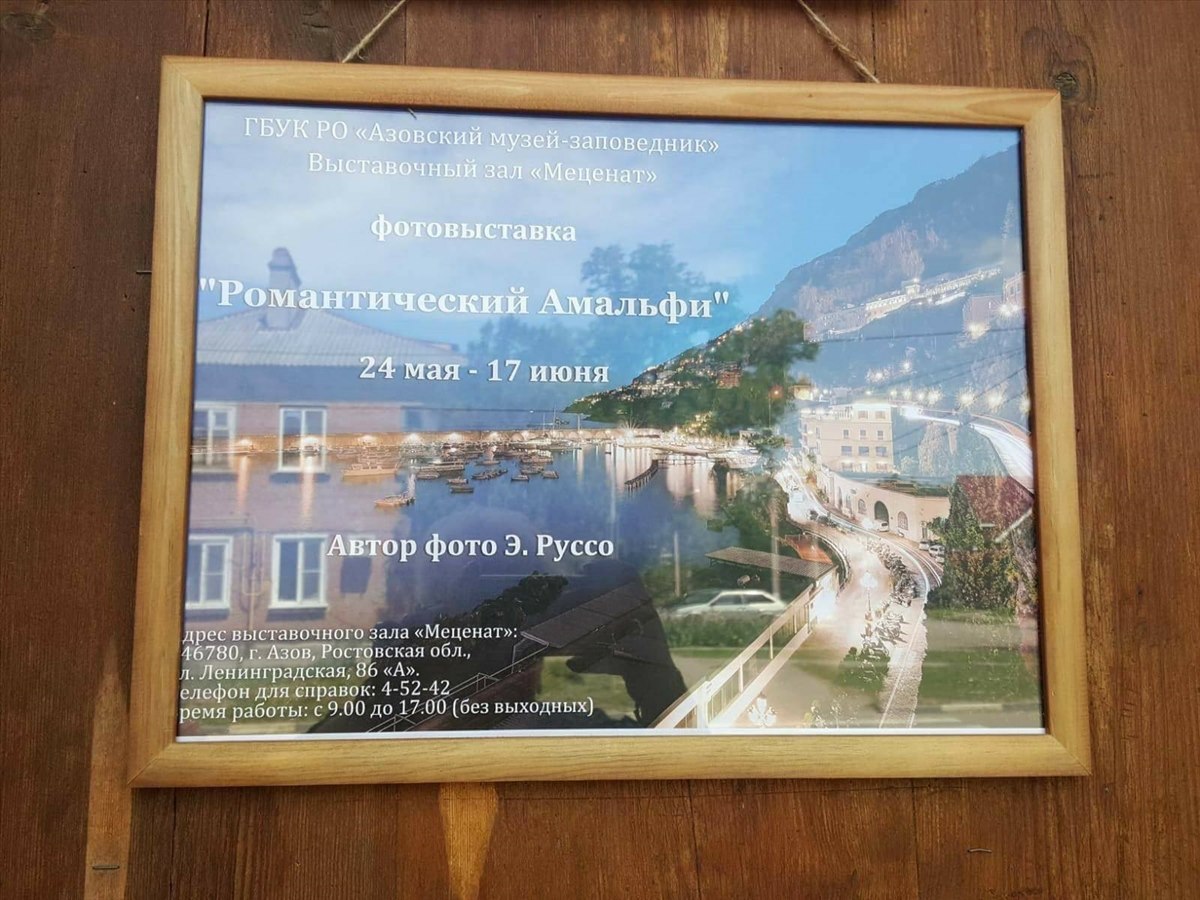 ГБУК РО «Азовский музей-заповедник»
Выставочный зал «Меценат»
фотовыставка
"Романтический Амальфи"
24 мая - 17 июня
Автор фото Э. Руссо
дрес выставочного зала «Меценат»:
46780, г. Азов, Ростовская обл.,
л. Ленинградская, 86 «А».
елефон для справок: 4-52-42
ремя работы: с 9.00 до 17.00 (без выходных)